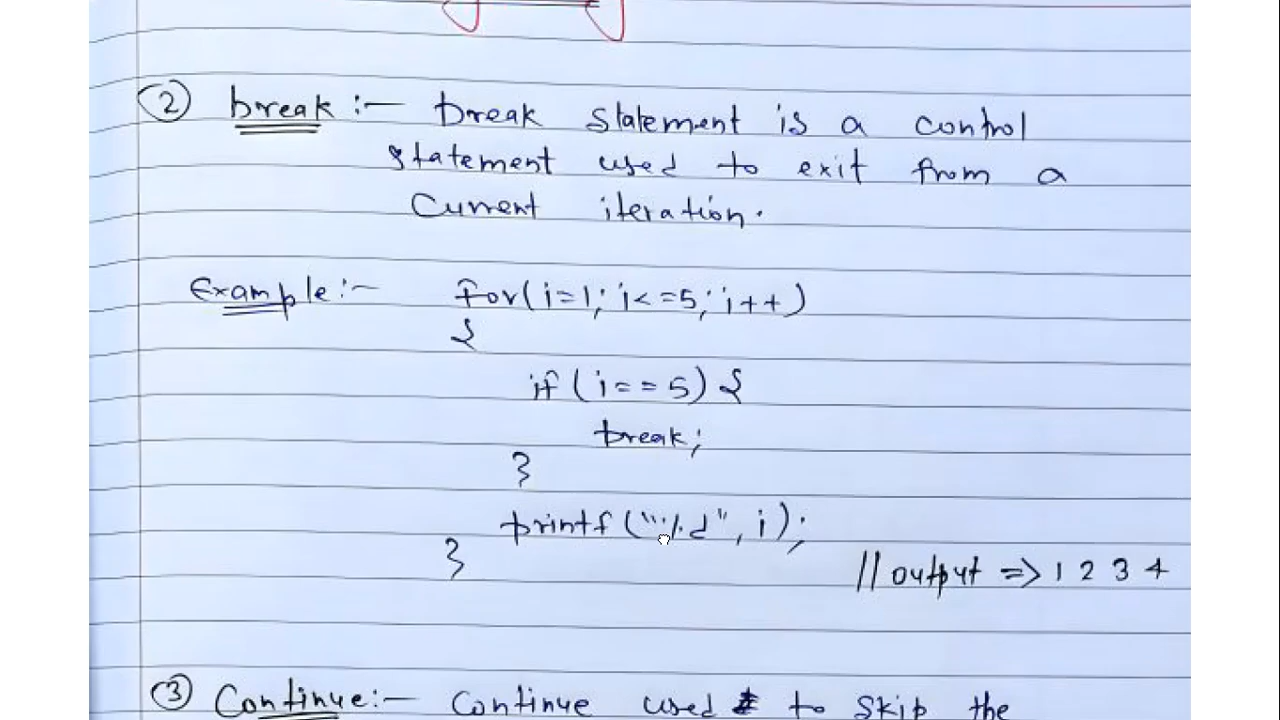 ② break :- break statement is a control
statement used to exit from a
Current iteration.
Example :- for(i=1; i<=5; i++)
{
if (i==5) {
break;
}
printf("%d", i);
}
// output => 1 2 3 4
③ Continue:- Continue used to skip the